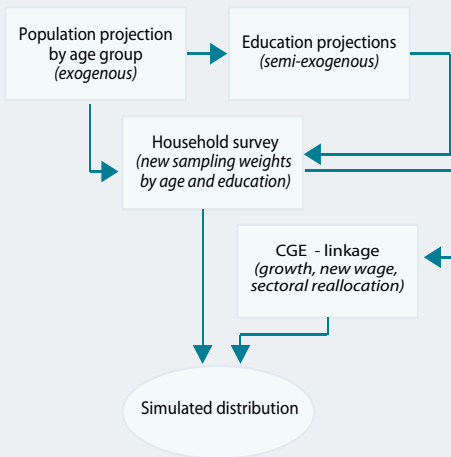 Population projection
by age group
(exogenous)
Education projections
(semi-exogenous)
Household survey
(new sampling weights
by age and education)
CGE - linkage
(growth, new wage,
sectoral reallocation)
Simulated distribution